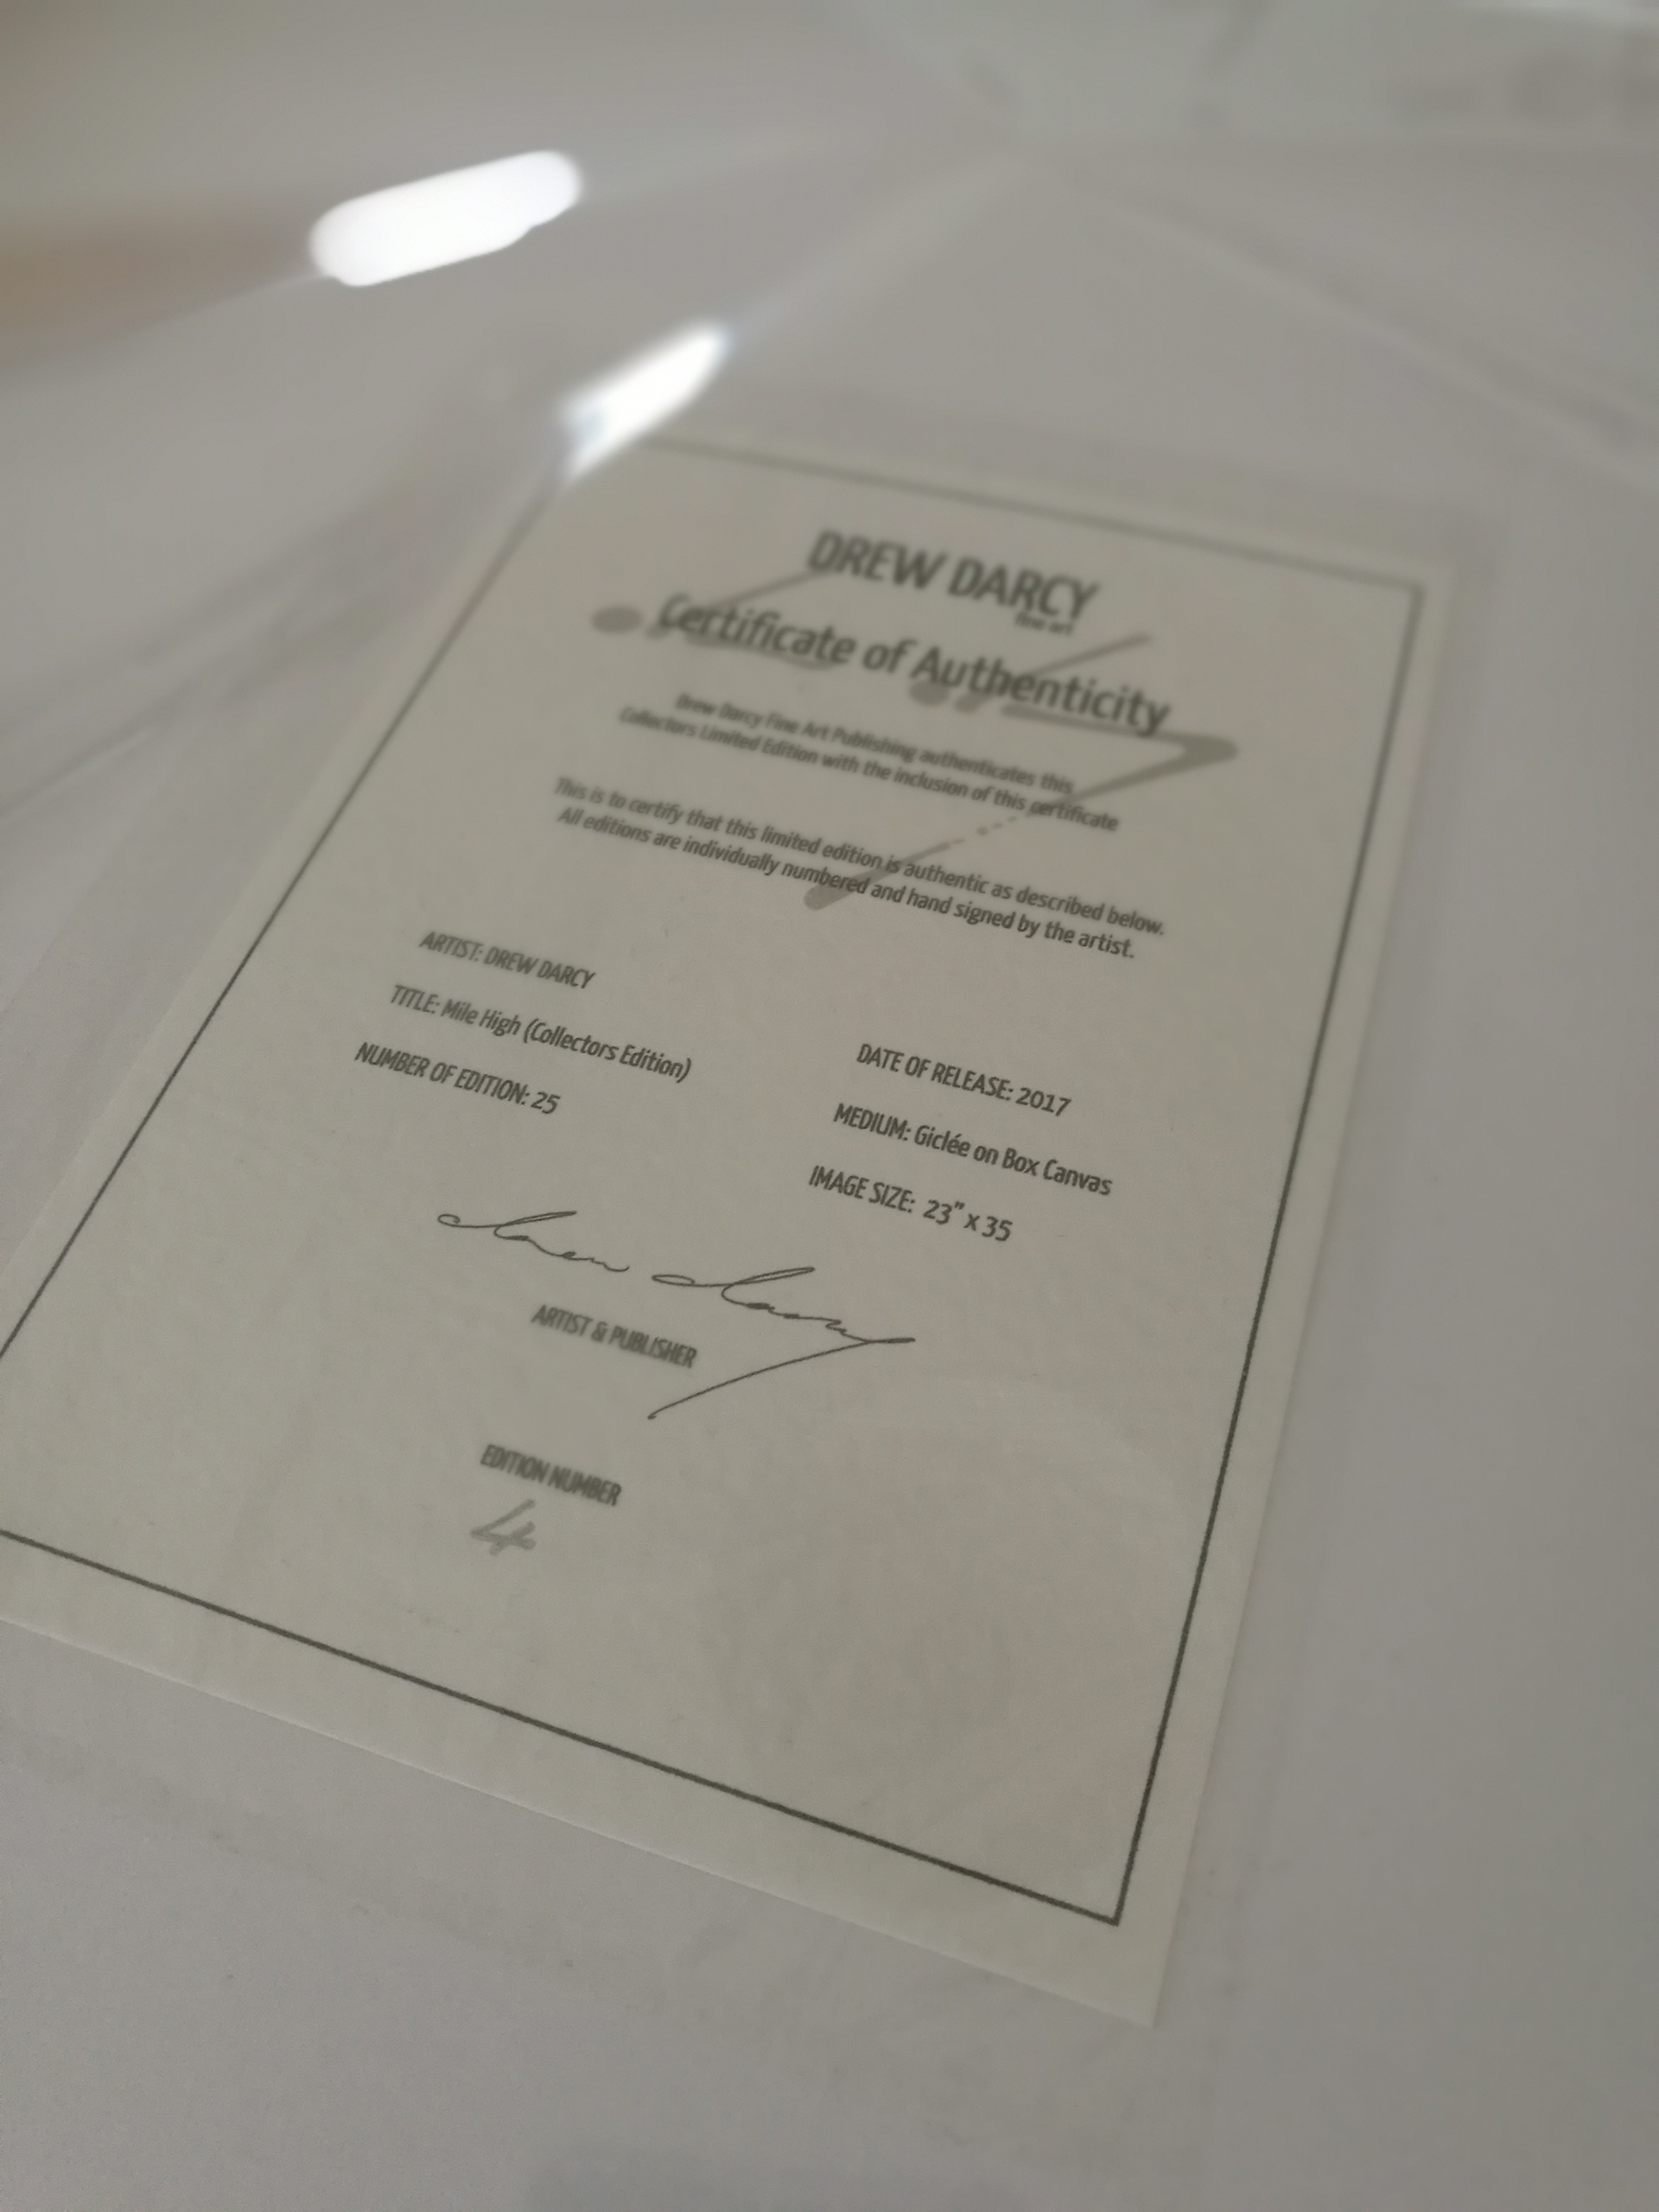 DREW DARCY
fine art
Certificate of Authenticity
Drew Darcy Fine Art Publishing authenticates this
Collectors Limited Edition with the inclusion of this certificate
This is to certify that this limited edition is authentic as described below.
All editions are individually numbered and hand signed by the artist.
ARTIST: DREW DARCY
TITLE: Mile High (Collectors Edition)
NUMBER OF EDITION: 25
DATE OF RELEASE: 2017
MEDIUM: Giclée on Box Canvas
IMAGE SIZE: 23" x 35
Drew Darcy
ARTIST & PUBLISHER
EDITION NUMBER
4